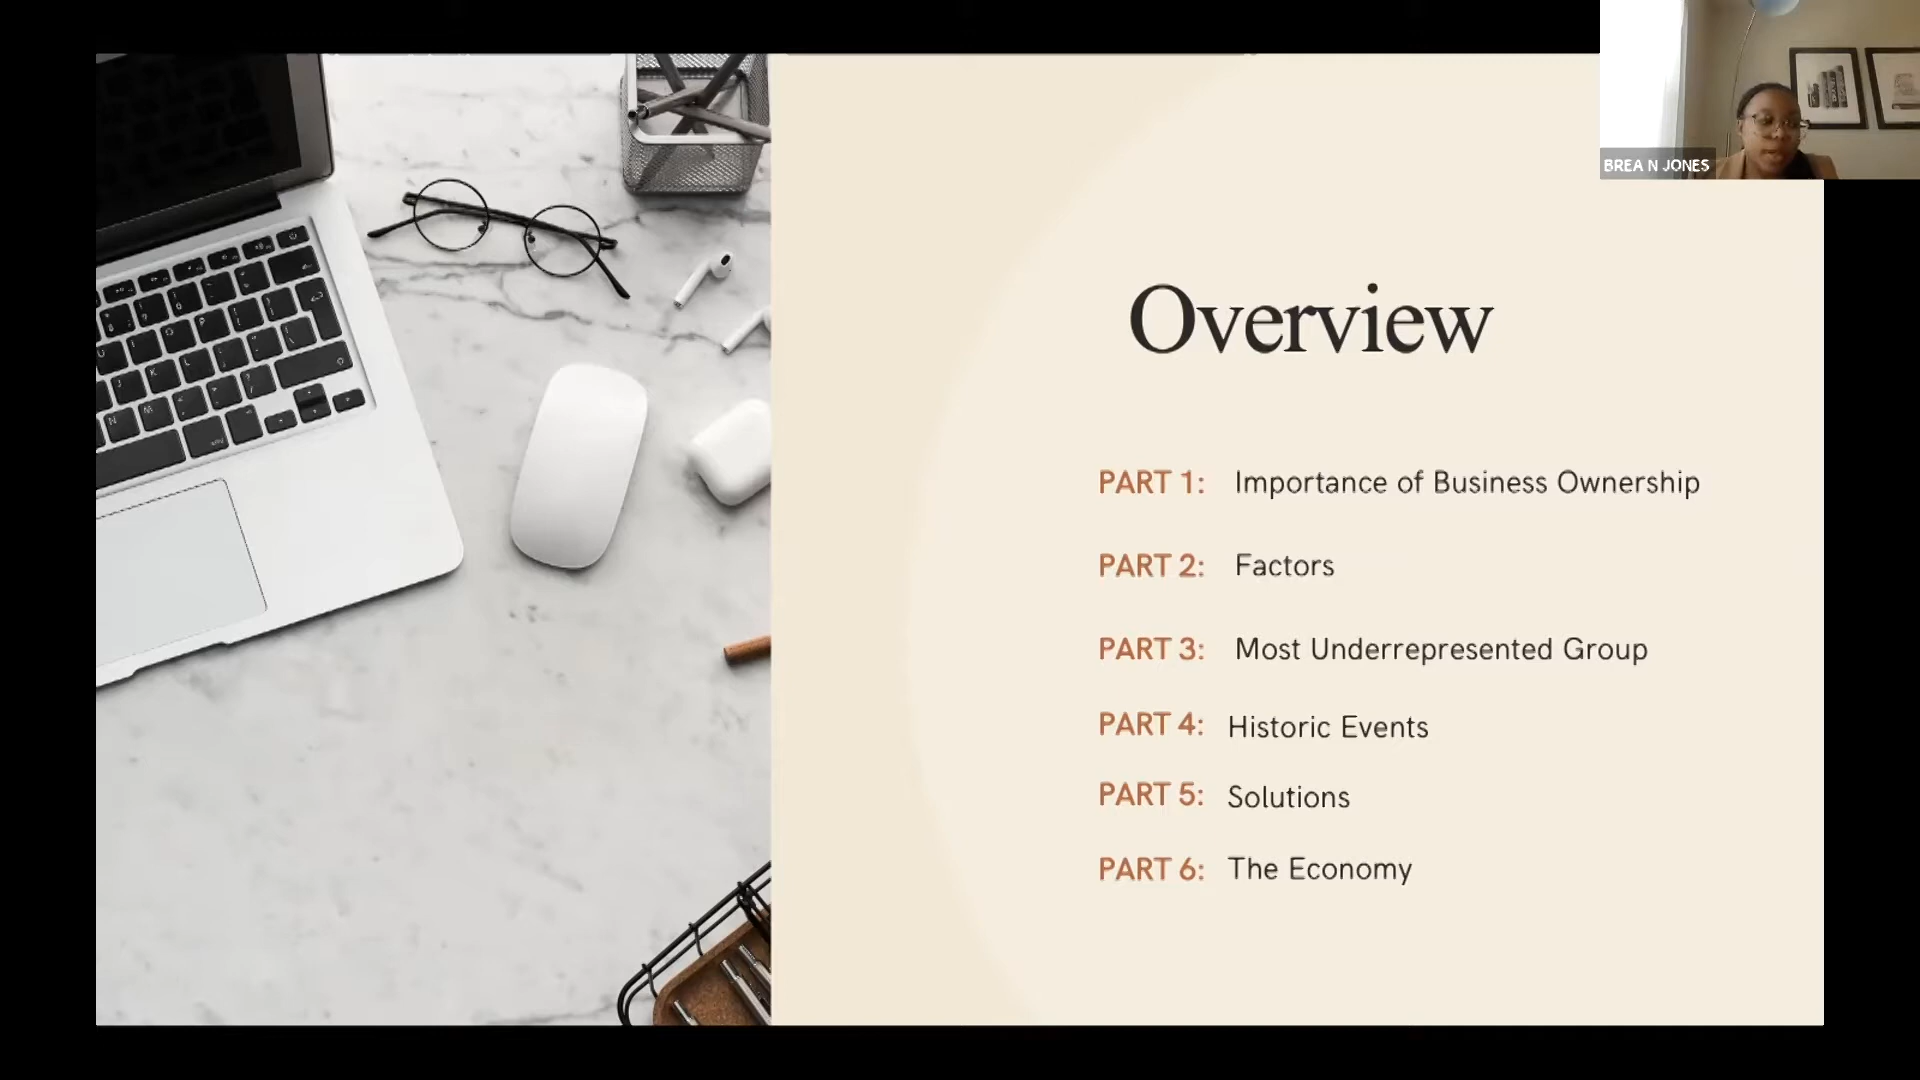 BREA N JONES
Overview
PART 1: Importance of Business Ownership
PART 2: Factors
PART 3: Most Underrepresented Group
PART 4: Historic Events
PART 5: Solutions
PART 6: The Economy